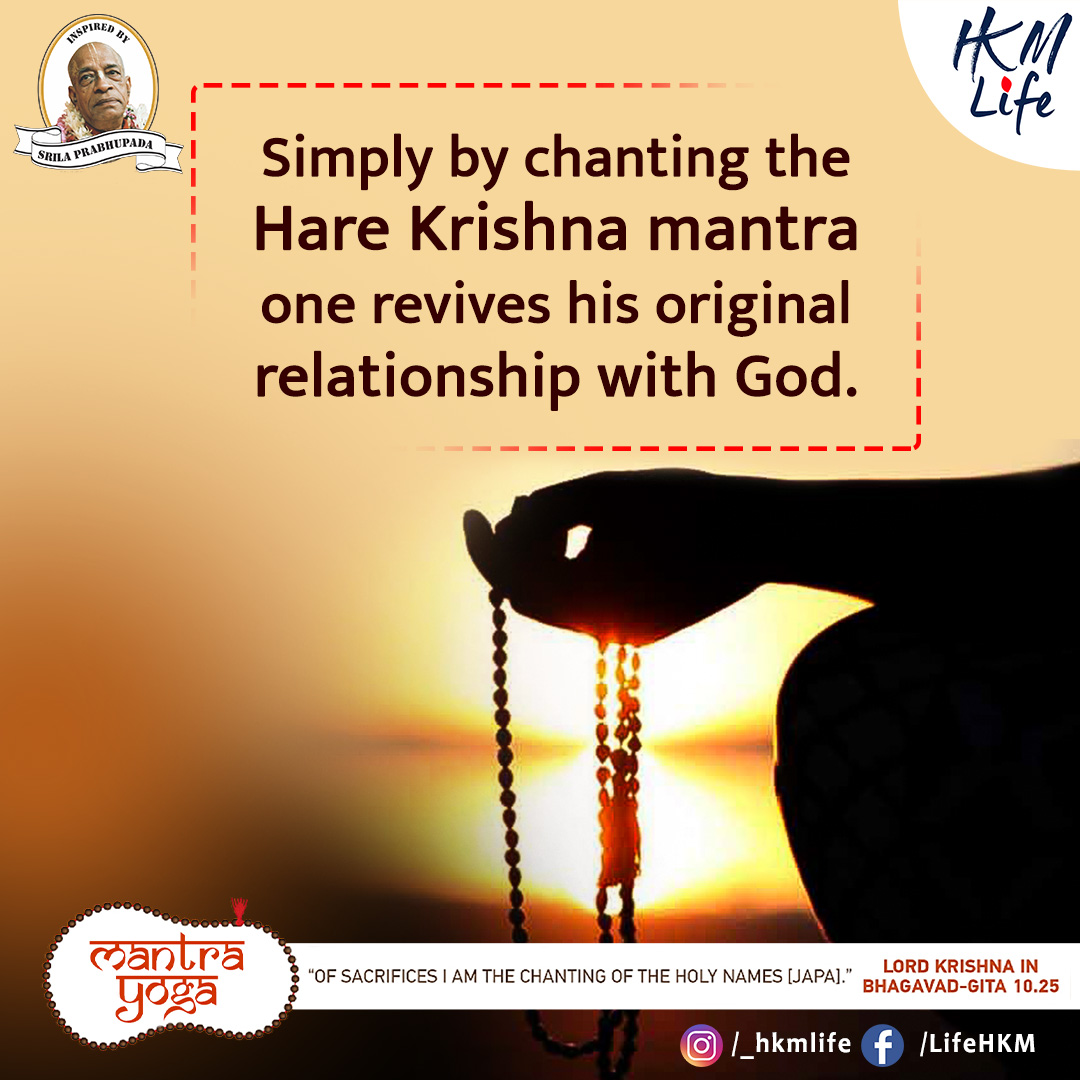 INSPIRED BY
SRILA PRABHUPADA
HKM
Life
Simply by chanting the
Hare Krishna mantra
one revives his original
relationship with God.
mantra
yoga
“OF SACRIFICES I AM THE CHANTING OF THE HOLY NAMES [JAPA].”
LORD KRISHNA IN
BHAGAVAD-GITA 10.25
/_hkmlife
/LifeHKM